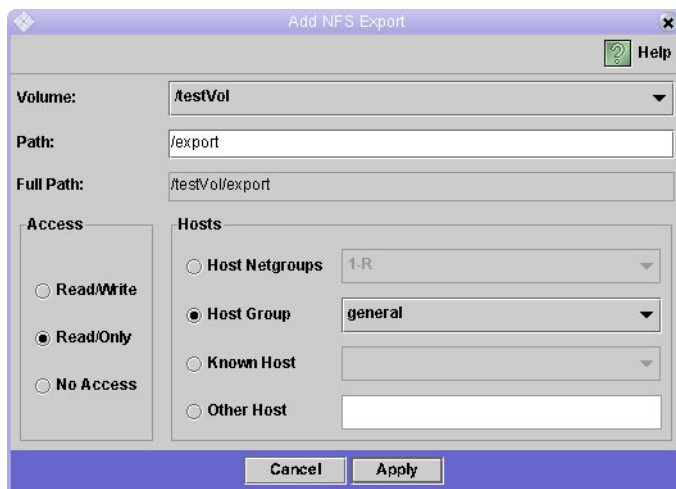 Add NFS Export
Help
Volume: /testVol
Path: /export
Full Path: /testVol/export
Access
Read/Write
Read/Only
No Access
Hosts
Host Netgroups 1-R
Host Group general
Known Host
Other Host
Cancel Apply